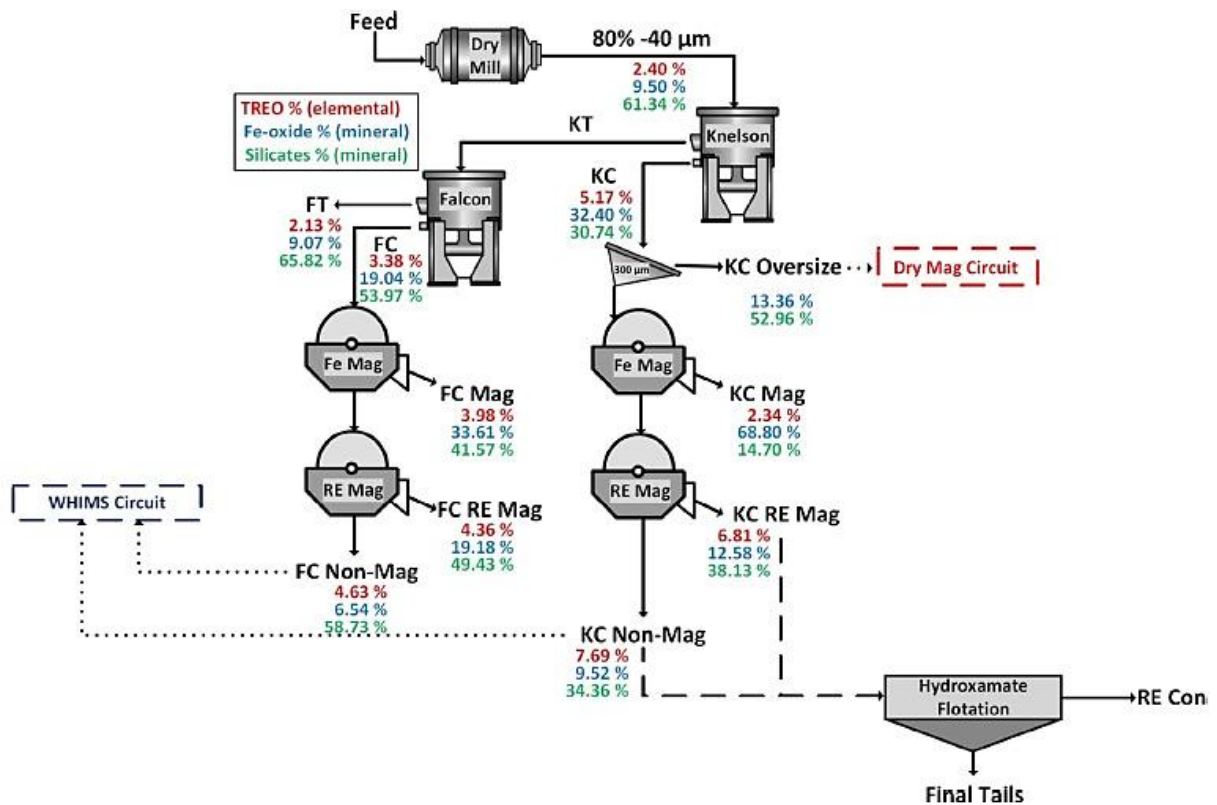 Feed
Dry
Mill
80% -40 µm
2.40 %
9.50 %
61.34 %
TREO % (elemental)
Fe-oxide % (mineral)
Silicates % (mineral)
KT
Knelson
KC
5.17 %
32.40 %
30.74 %
Falcon
FT
2.13 %
9.07 %
65.82 %
FC
3.38 %
19.04 %
53.97 %
300 µm
KC Oversize
13.36 %
52.96 %
Dry Mag Circuit
Fe Mag
FC Mag
3.98 %
33.61 %
41.57 %
Fe Mag
KC Mag
2.34 %
68.80 %
14.70 %
RE Mag
FC RE Mag
4.36 %
19.18 %
49.43 %
RE Mag
KC RE Mag
6.81 %
12.58 %
38.13 %
WHIMS Circuit
FC Non-Mag
4.63 %
6.54 %
58.73 %
KC Non-Mag
7.69 %
9.52 %
34.36 %
Hydroxamate
Flotation
RE Con
Final Tails